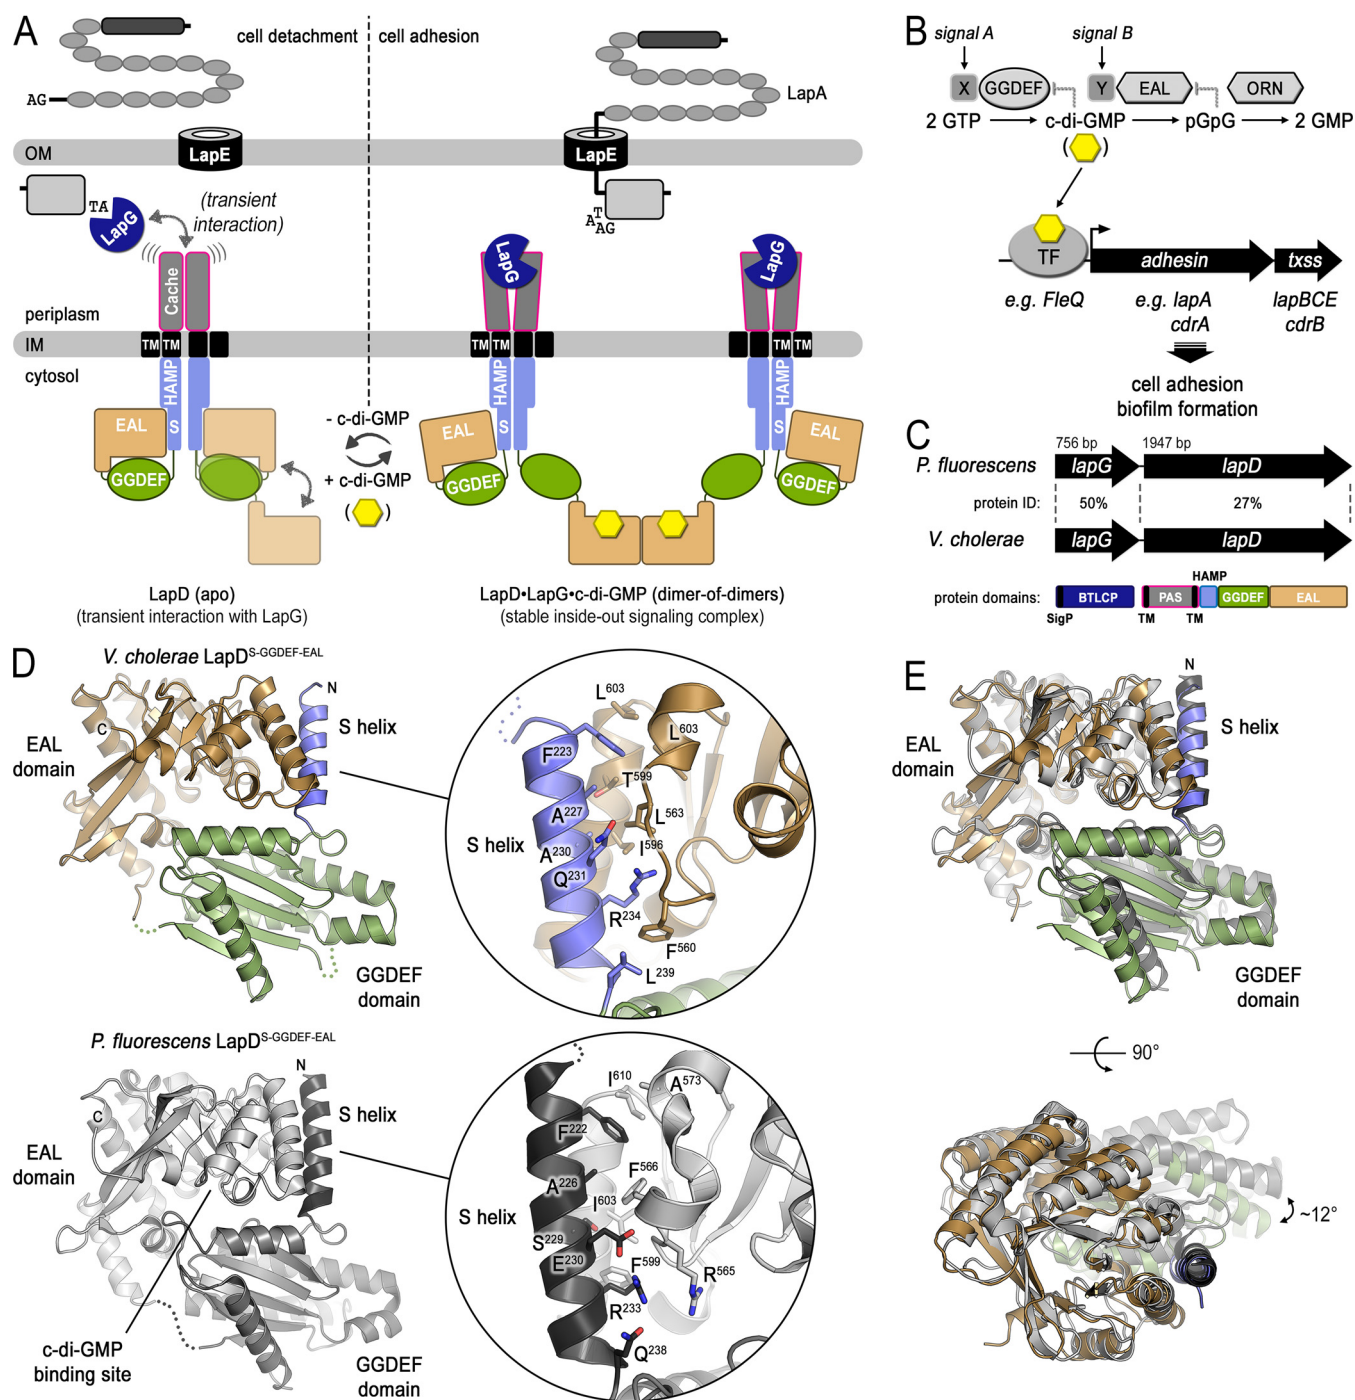 A
cell detachment
cell adhesion
AG
LapA
OM
LapE
LapE
TA
LapG
(transient
interaction)
A
T
AG
LapG
LapG
Cache
periplasm
IM
TM
TM
TM
TM
TM
TM
cytosol
HAMP
HAMP
HAMP
EAL
S
- c-di-GMP
EAL
S
S
EAL
GGDEF
+ c-di-GMP
GGDEF
GGDEF
LapD (apo)
(transient interaction with LapG)
LapD•LapG•c-di-GMP (dimer-of-dimers)
(stable inside-out signaling complex)
B
signal A
signal B
X
GGDEF
Y
EAL
ORN
2 GTP
c-di-GMP
pGpG
2 GMP
TF
adhesin
txss
e.g. FleQ
e.g. lapA
cdrA
lapBCE
cdrB
cell adhesion
biofilm formation
C
756 bp
1947 bp
P. fluorescens
lapG
lapD
protein ID:
50%
27%
V. cholerae
lapG
lapD
HAMP
protein domains:
BTLCP
PAS
GGDEF
EAL
SigP
TM
TM
D
V. cholerae LapD^S-GGDEF-EAL
N
C
S helix
EAL
domain
GGDEF
domain
L603
L603
F223
T599
A227
L563
S helix
A230
I596
Q231
R234
F560
L239
P. fluorescens LapD^S-GGDEF-EAL
N
C
S helix
EAL
domain
c-di-GMP
binding site
GGDEF
domain
I610
A573
F222
F566
A226
I603
S helix
S229
E230
F599
R565
R233
Q238
E
N
S helix
EAL
domain
GGDEF
domain
90°
~12°